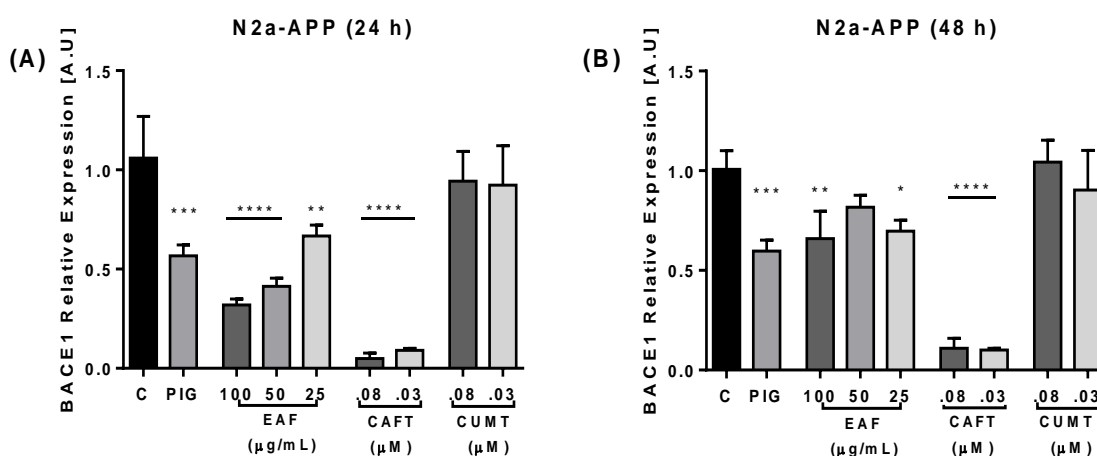 N2a-APP (24 h)
(A)
BACE1 Relative Expression [A.U]
1.5
1.0
0.5
0.0
*** **** ** ****
C PIG 100 50 25 .08 .03 .08 .03
EAF CAFT CUMT
(μg/mL) (μM) (μM)
N2a-APP (48 h)
(B)
BACE1 Relative Expression [A.U]
1.5
1.0
0.5
0.0
*** ** * ****
C PIG 100 50 25 .08 .03 .08 .03
EAF CAFT CUMT
(μg/mL) (μM) (μM)